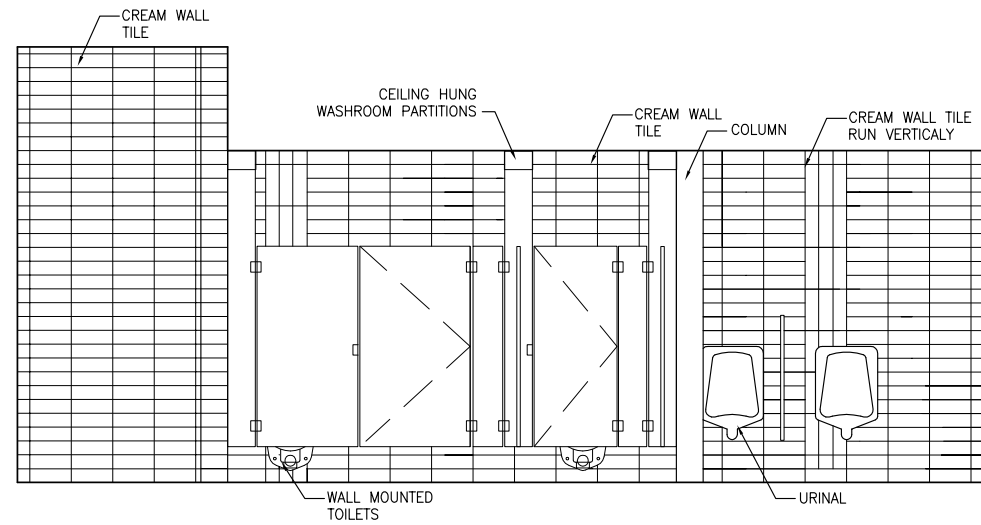 CREAM WALL
TILE
CEILING HUNG
WASHROOM PARTITIONS
CREAM WALL
TILE
COLUMN
CREAM WALL TILE
RUN VERTICALY
WALL MOUNTED
TOILETS
URINAL